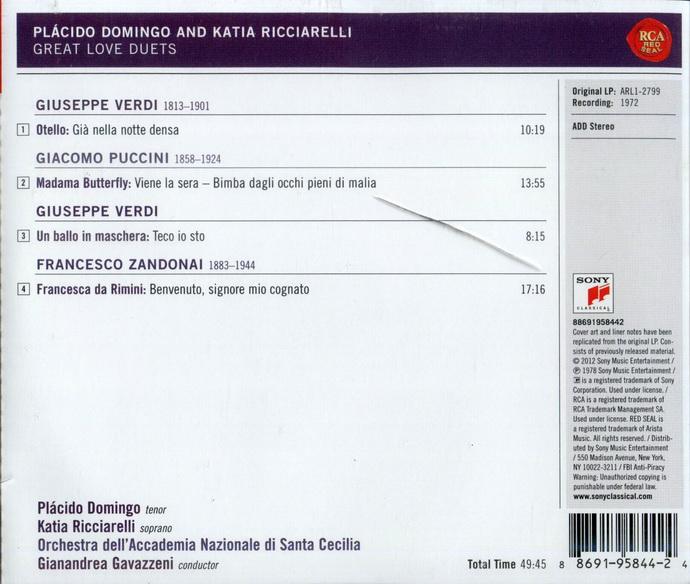 PLÁCIDO DOMINGO AND KATIA RICCIARELLI
GREAT LOVE DUETS
RCA
RED
SEAL
GIUSEPPE VERDI 1813–1901
1 Otello: Già nella notte densa 10:19
GIACOMO PUCCINI 1858–1924
2 Madama Butterfly: Viene la sera – Bimba dagli occhi pieni di malia 13:55
GIUSEPPE VERDI
3 Un ballo in maschera: Teco io sto 8:15
FRANCESCO ZANDONAI 1883–1944
4 Francesca da Rimini: Benvenuto, signore mio cognato 17:16
Plácido Domingo tenor
Katia Ricciarelli soprano
Orchestra dell'Accademia Nazionale di Santa Cecilia
Gianandrea Gavazzeni conductor
Total Time 49:45
Original LP: ARL1-2799
Recording: 1972
ADD Stereo
SONY
CLASSICAL
88691958442
Cover art and liner notes have been
replicated from the original LP. Con-
sists of previously released material.
© 2012 Sony Music Entertainment /
℗ 1978 Sony Music Entertainment /
is a registered trademark of Sony
Corporation. Used under license. /
RCA is a registered trademark of
RCA Trademark Management SA.
Used under license. RED SEAL is
a registered trademark of Arista
Music. All rights reserved. / Distrib-
uted by Sony Music Entertainment
/ 550 Madison Avenue, New York,
NY 10022-3211 / FBI Anti-Piracy
Warning: Unauthorized copying is
punishable under federal law.
www.sonyclassical.com
8 8691-95844-2 4